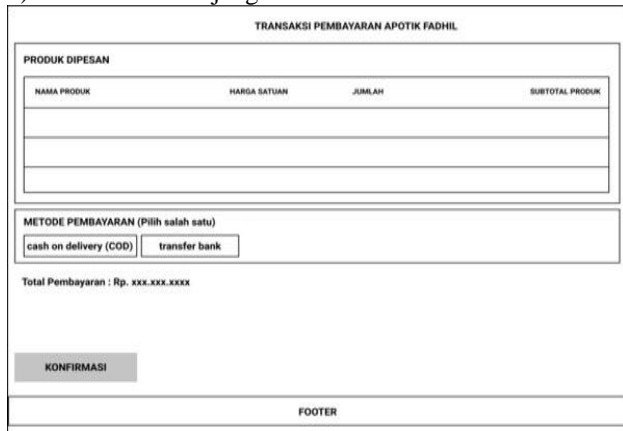 TRANSAKSI PEMBAYARAN APOTIK FADHIL
PRODUK DIPESAN
NAMA PRODUK HARGA SATUAN JUMLAH SUBTOTAL PRODUK
METODE PEMBAYARAN (Pilih salah satu)
cash on delivery (COD) transfer bank
Total Pembayaran : Rp. xxx.xxx.xxxx
KONFIRMASI
FOOTER